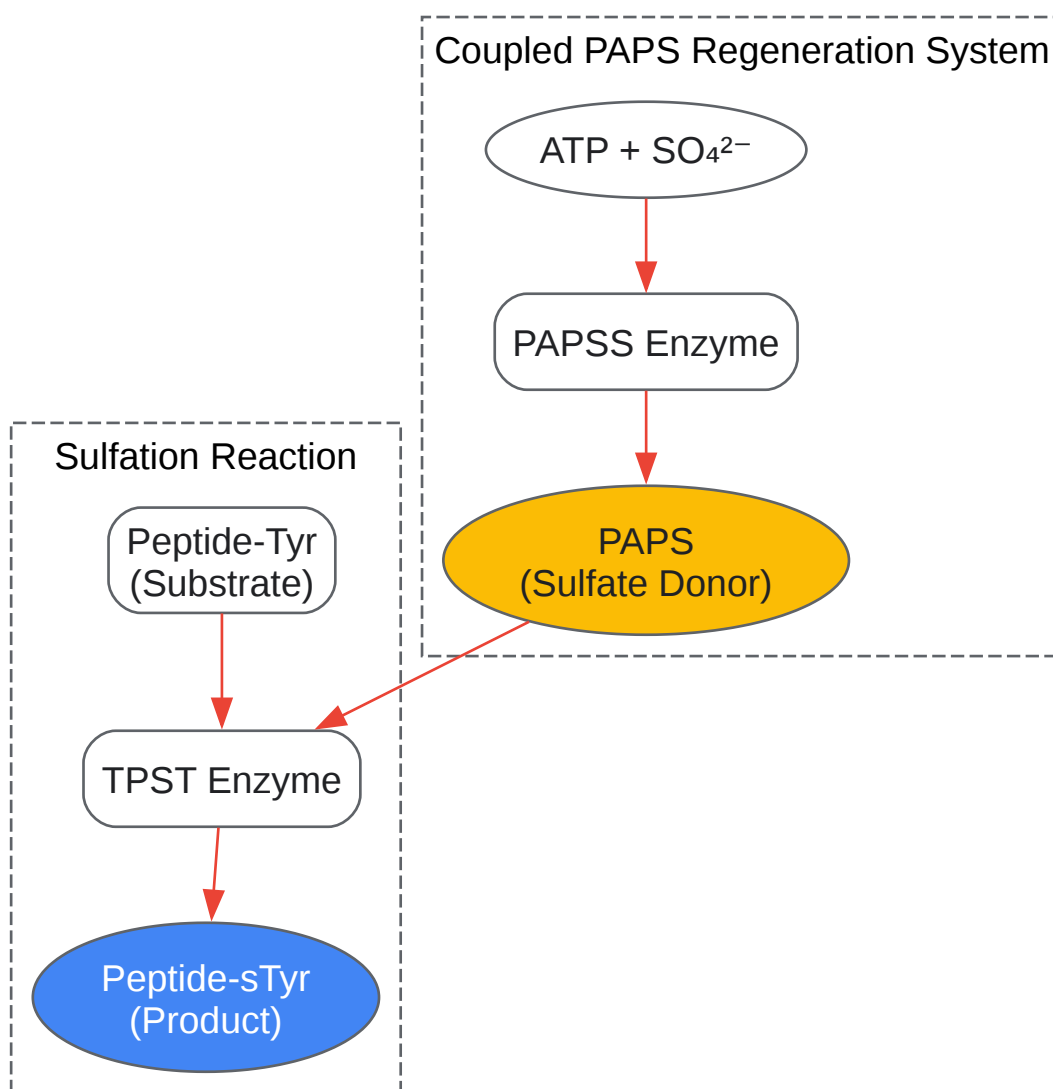 Coupled PAPS Regeneration System
ATP + SO₄²⁻
PAPSS Enzyme
PAPS
(Sulfate Donor)
Sulfation Reaction
Peptide-Tyr
(Substrate)
TPST Enzyme
Peptide-sTyr
(Product)